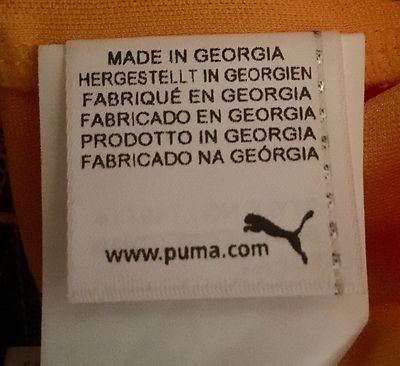 MADE IN GEORGIA
HERGESTELLT IN GEORGIEN
FABRIQUÉ EN GEORGIA
FABRICADO EN GEORGIA
PRODOTTO IN GEORGIA
FABRICADO NA GEÓRGIA
www.puma.com